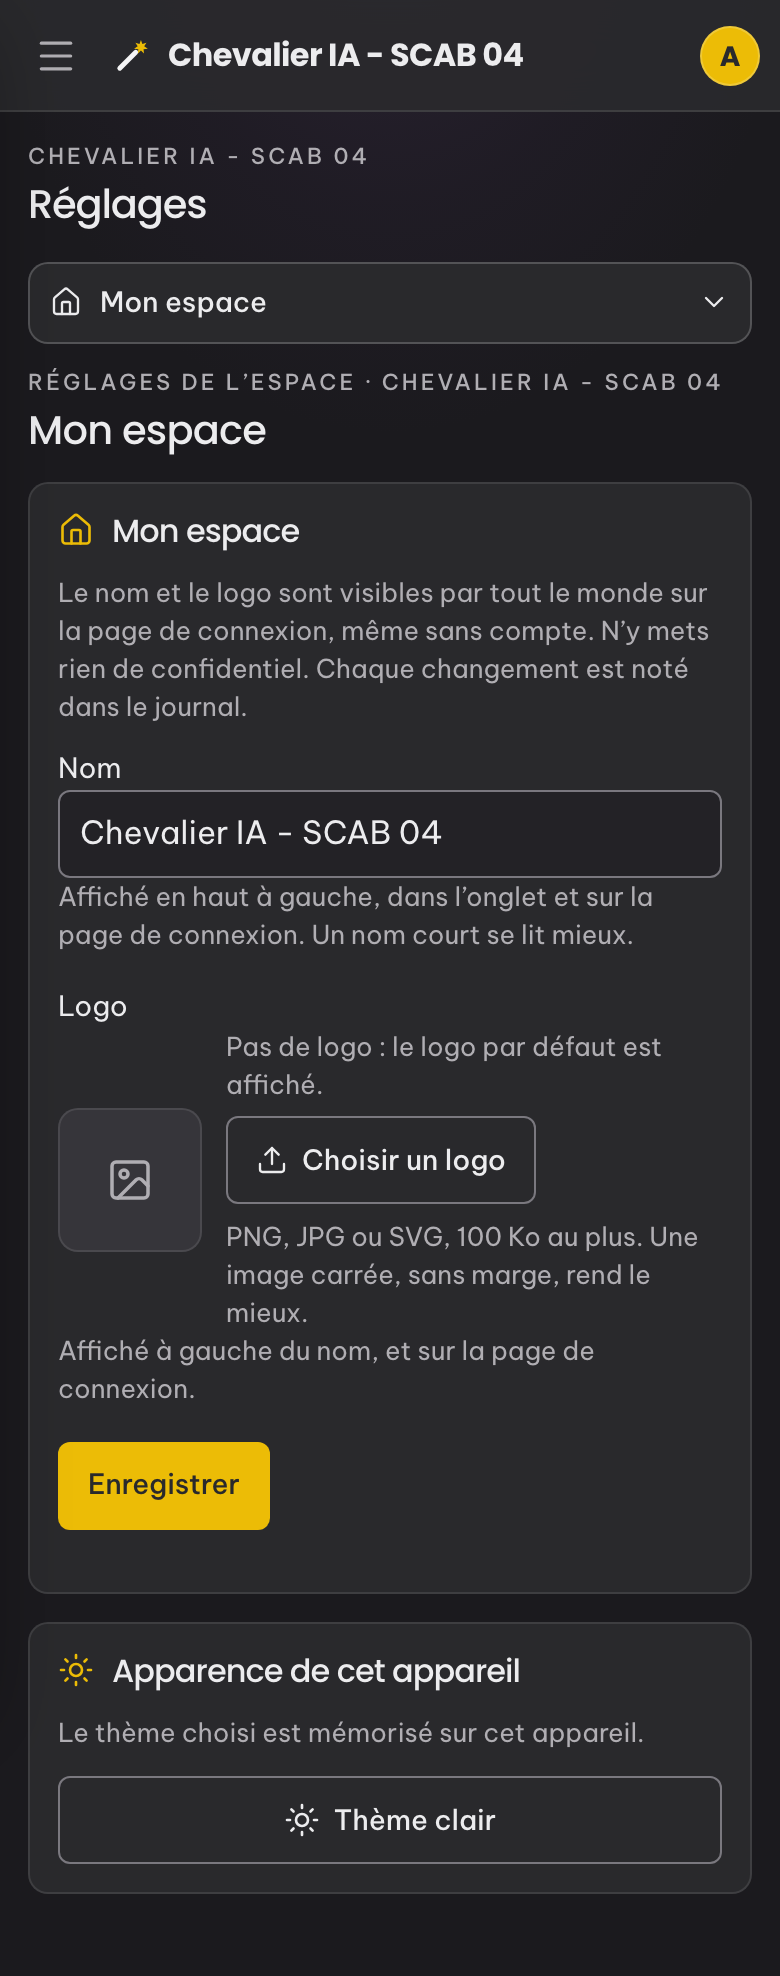 Chevalier IA - SCAB 04
A
CHEVALIER IA - SCAB 04
Réglages
Mon espace
RÉGLAGES DE L’ESPACE · CHEVALIER IA - SCAB 04
Mon espace
Mon espace
Le nom et le logo sont visibles par tout le monde sur
la page de connexion, même sans compte. N’y mets
rien de confidentiel. Chaque changement est noté
dans le journal.
Nom
Chevalier IA - SCAB 04
Affiché en haut à gauche, dans l’onglet et sur la
page de connexion. Un nom court se lit mieux.
Logo
Pas de logo : le logo par défaut est
affiché.
Choisir un logo
PNG, JPG ou SVG, 100 Ko au plus. Une
image carrée, sans marge, rend le
mieux.
Affiché à gauche du nom, et sur la page de
connexion.
Enregistrer
Apparence de cet appareil
Le thème choisi est mémorisé sur cet appareil.
Thème clair